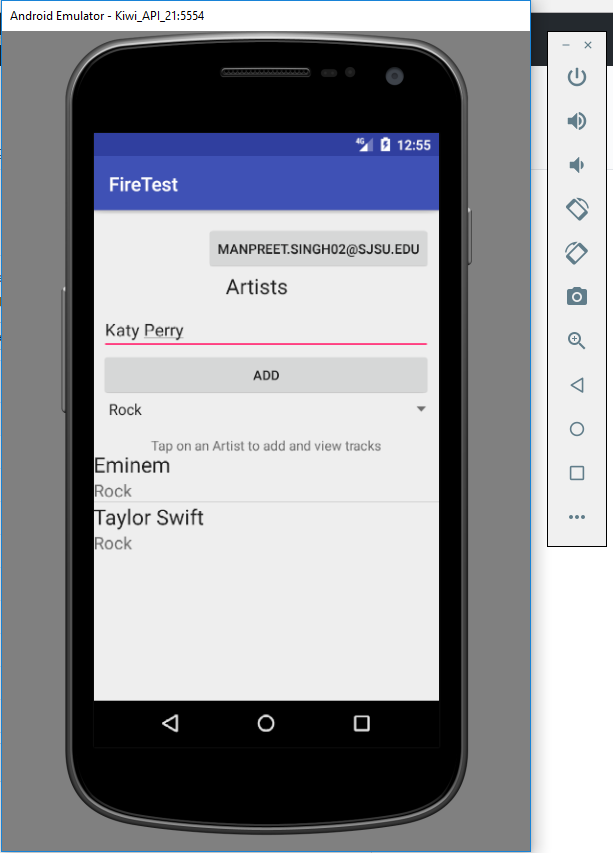 Android Emulator - Kiwi_API_21:5554
4G 12:55
FireTest
MANPREET.SINGH02@SJSU.EDU
Artists
Katy Perry
ADD
Rock
Tap on an Artist to add and view tracks
Eminem
Rock
Taylor Swift
Rock